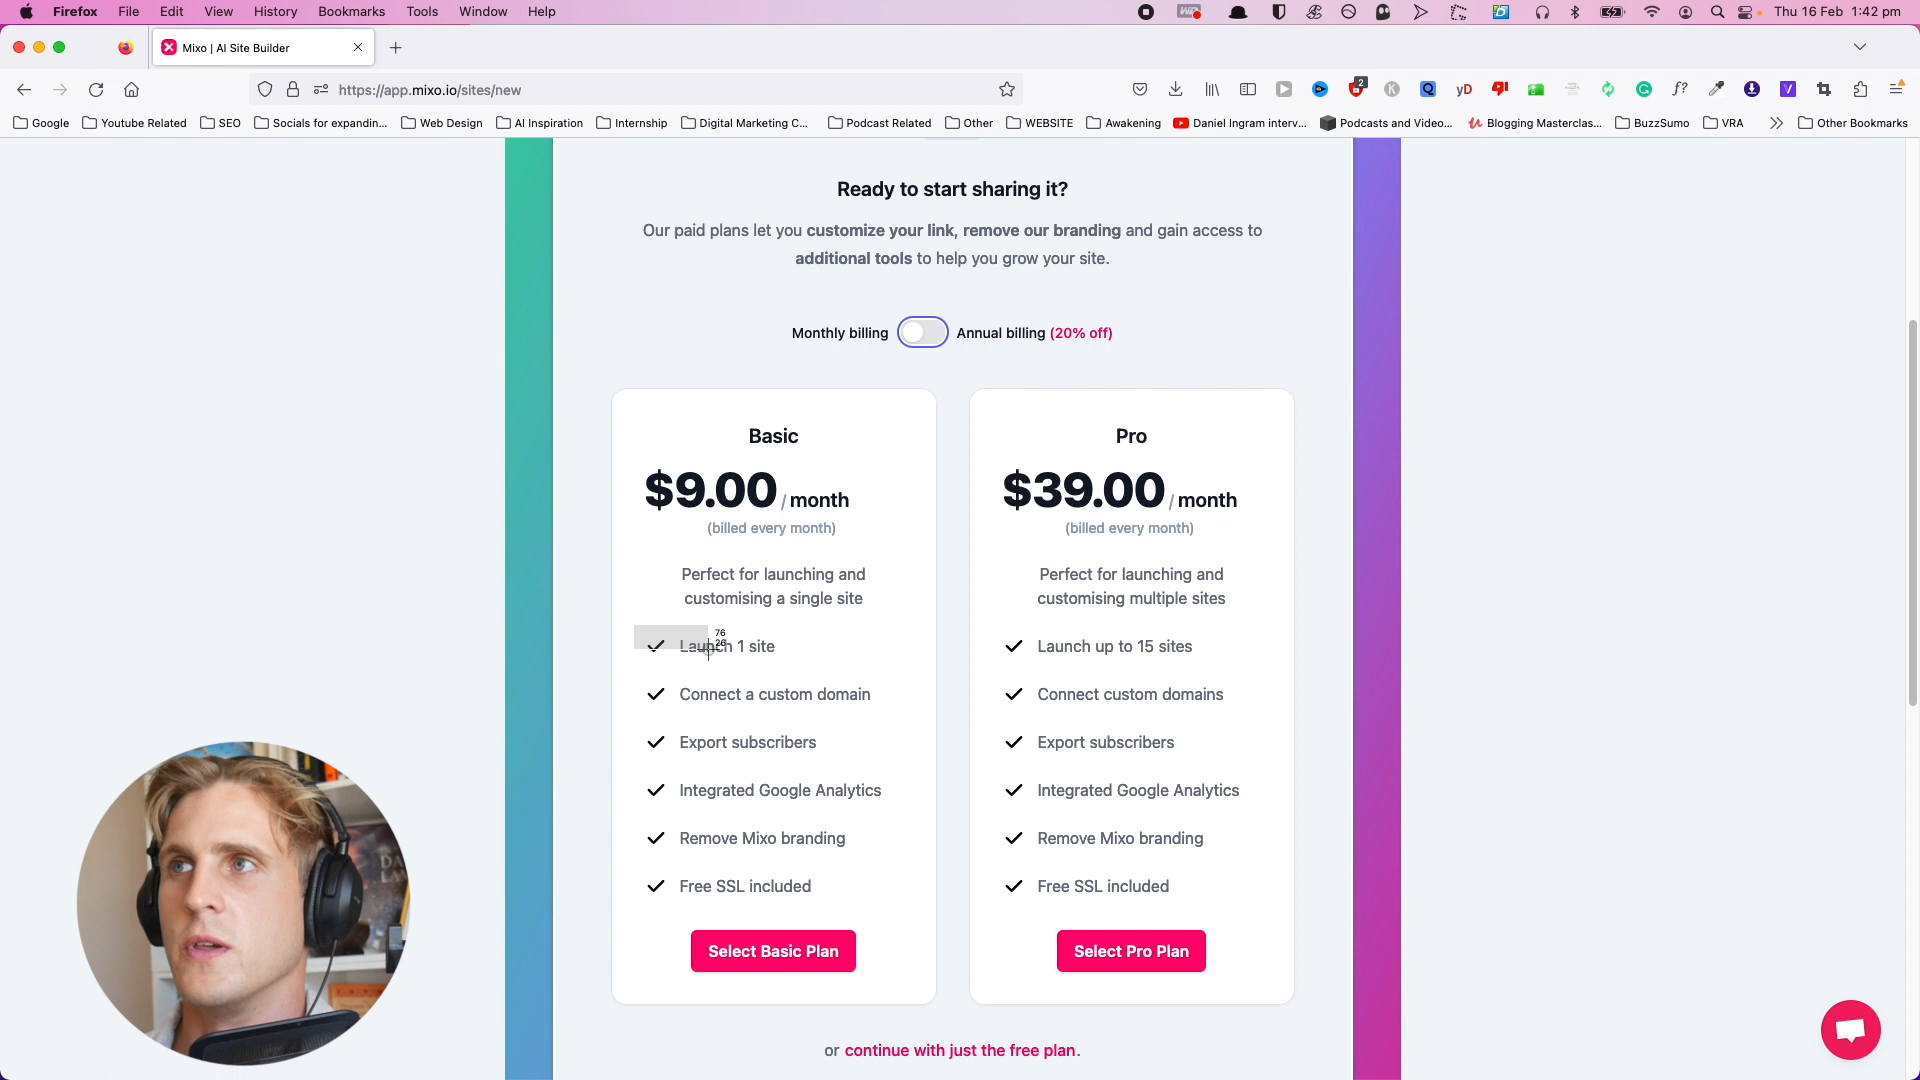 Firefox File Edit View History Bookmarks Tools Window Help Thu 16 Feb 1:42 pm
Mixo | AI Site Builder
https://app.mixo.io/sites/new
2
yD
f?
Google Youtube Related SEO Socials for expandin... Web Design AI Inspiration Internship Digital Marketing C... Podcast Related Other WEBSITE Awakening Daniel Ingram interv... Podcasts and Video... Blogging Masterclas... BuzzSumo VRA Other Bookmarks
Ready to start sharing it?
Our paid plans let you customize your link, remove our branding and gain access to
additional tools to help you grow your site.
Monthly billing Annual billing (20% off)
Basic
$9.00 / month
(billed every month)
Perfect for launching and
customising a single site
76
26
Launch 1 site
Connect a custom domain
Export subscribers
Integrated Google Analytics
Remove Mixo branding
Free SSL included
Select Basic Plan
Pro
$39.00 / month
(billed every month)
Perfect for launching and
customising multiple sites
Launch up to 15 sites
Connect custom domains
Export subscribers
Integrated Google Analytics
Remove Mixo branding
Free SSL included
Select Pro Plan
or continue with just the free plan.